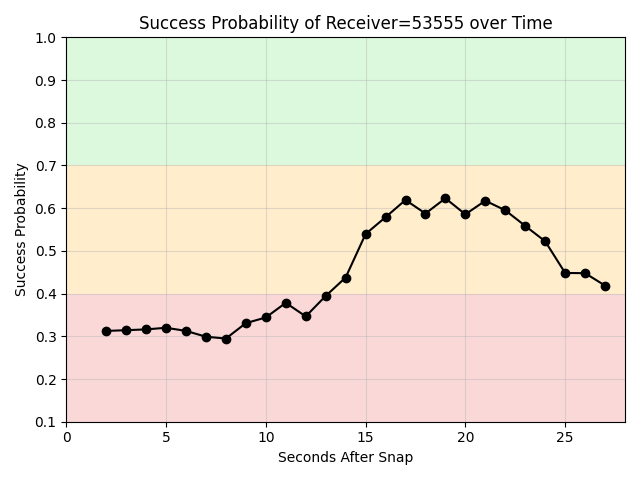 Success Probability of Receiver=53555 over Time
1.0
0.9
0.8
0.7
0.6
0.5
0.4
0.3
0.2
0.1
Success Probability
0 5 10 15 20 25
Seconds After Snap